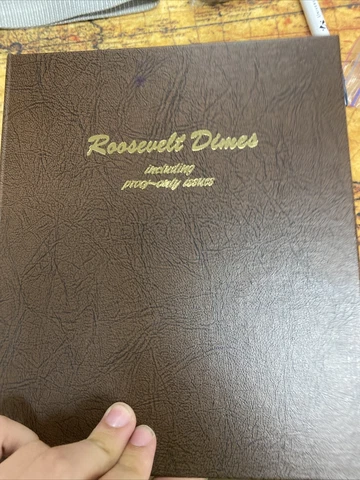 Roosevelt Dimes
including
proof-only issues